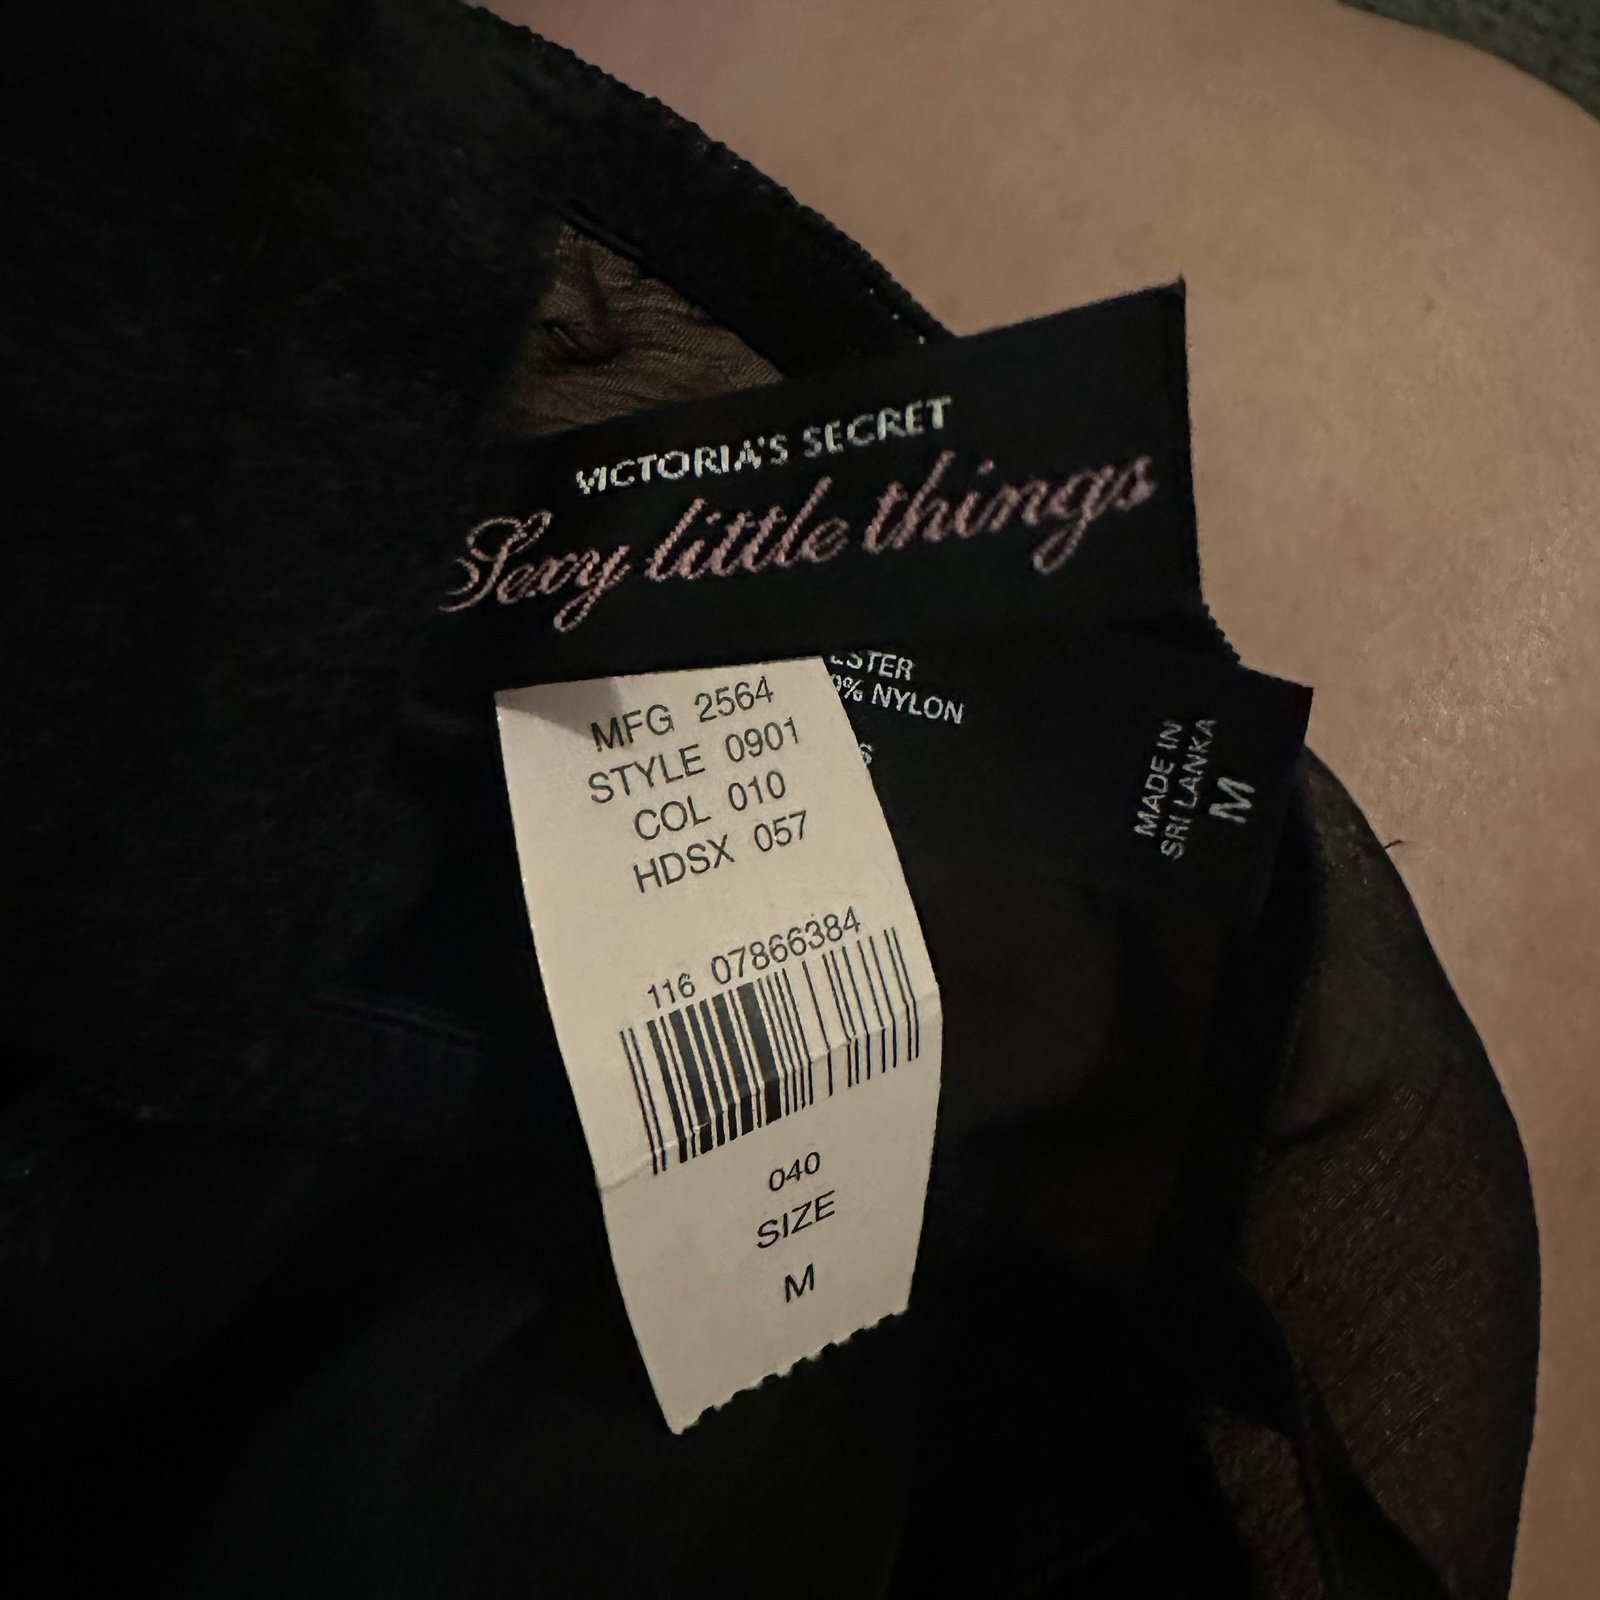 VICTORIA'S SECRET
Sexy little things
NYLON
MFG 2564
STYLE 0901
COL 010
HDSX 057
116 07866384
040
SIZE
M
MADE IN
SRI LANKA
M